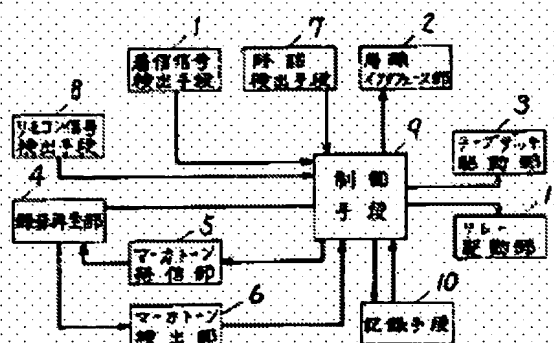 1
着信信号
検出手段
7
検出手段
2
回線
インタフェース部
8
リモコン信号
検出手段
9
制御
手段
3
テープデッキ
駆動部
4
録音再生部
5
マーカトーン
発信部
1
リレー
駆動部
6
マーカトーン
検出部
10
記録手段